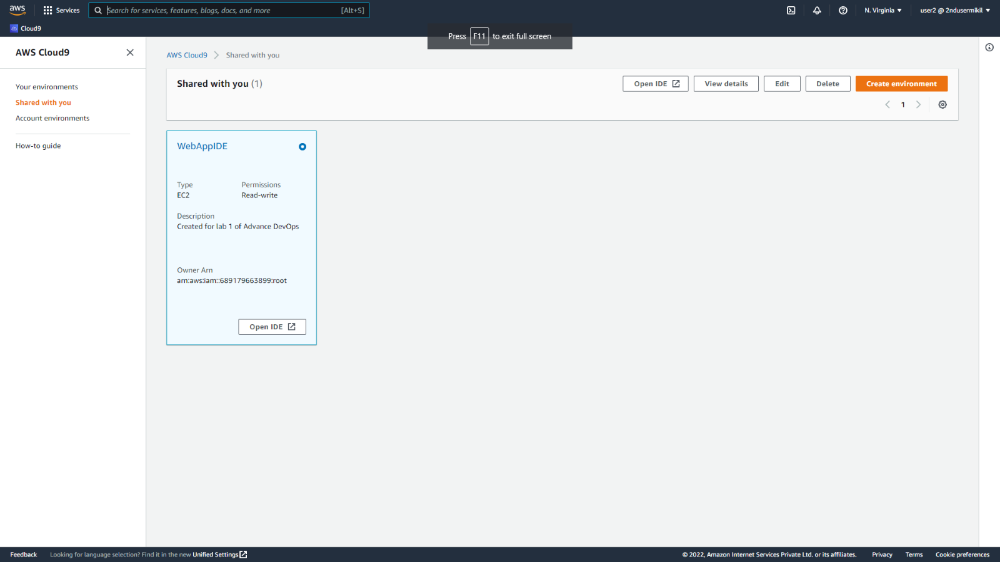 aws
Services
Search for services, features, blogs, docs, and more
[Alt+S]
N. Virginia
user2 @ 2ndusermikil
Cloud9
Press F11 to exit full screen
AWS Cloud9
Your environments
Shared with you
Account environments
How-to guide
AWS Cloud9 Shared with you
Shared with you (1)
Open IDE
View details
Edit
Delete
Create environment
1
WebAppIDE
Type Permissions
EC2 Read-write
Description
Created for lab 1 of Advance DevOps
Owner Arn
arn:aws:iam::689179663899:root
Open IDE
Feedback
Looking for language selection? Find it in the new Unified Settings
© 2022, Amazon Internet Services Private Ltd. or its affiliates.
Privacy
Terms
Cookie preferences